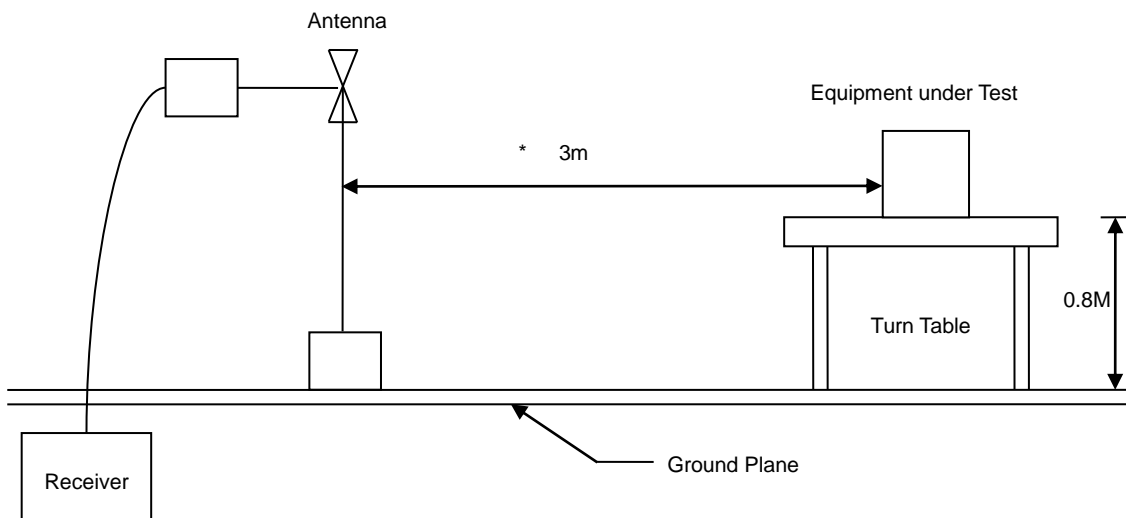 Antenna
Equipment under Test
* 3m
0.8M
Turn Table
Ground Plane
Receiver